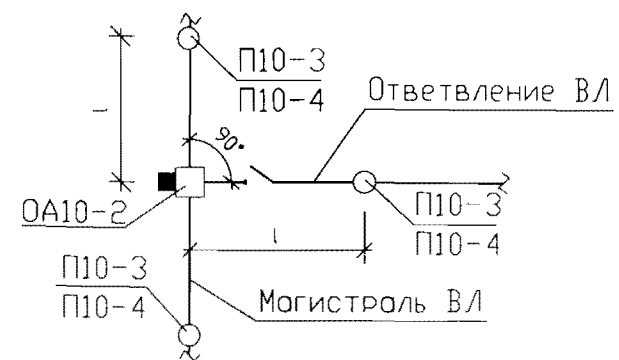 П10-3
П10-4
Ответвление ВЛ
l
90°
ОА10-2
П10-3
П10-4
l
П10-3
П10-4
Магистраль ВЛ